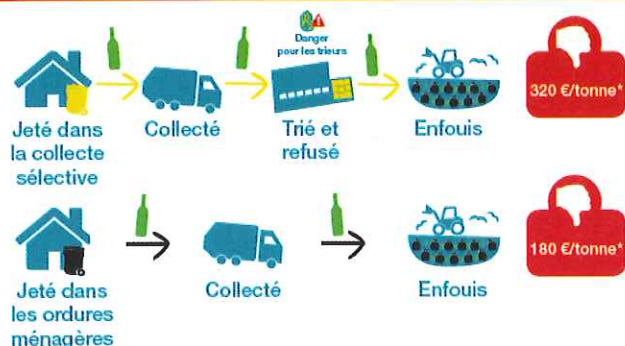 Danger
pour les trieurs
320 €/tonne*
Jeté dans
la collecte
sélective
Collecté
Trié et
refusé
Enfouis
180 €/tonne*
Jeté dans
les ordures
ménagères
Collecté
Enfouis